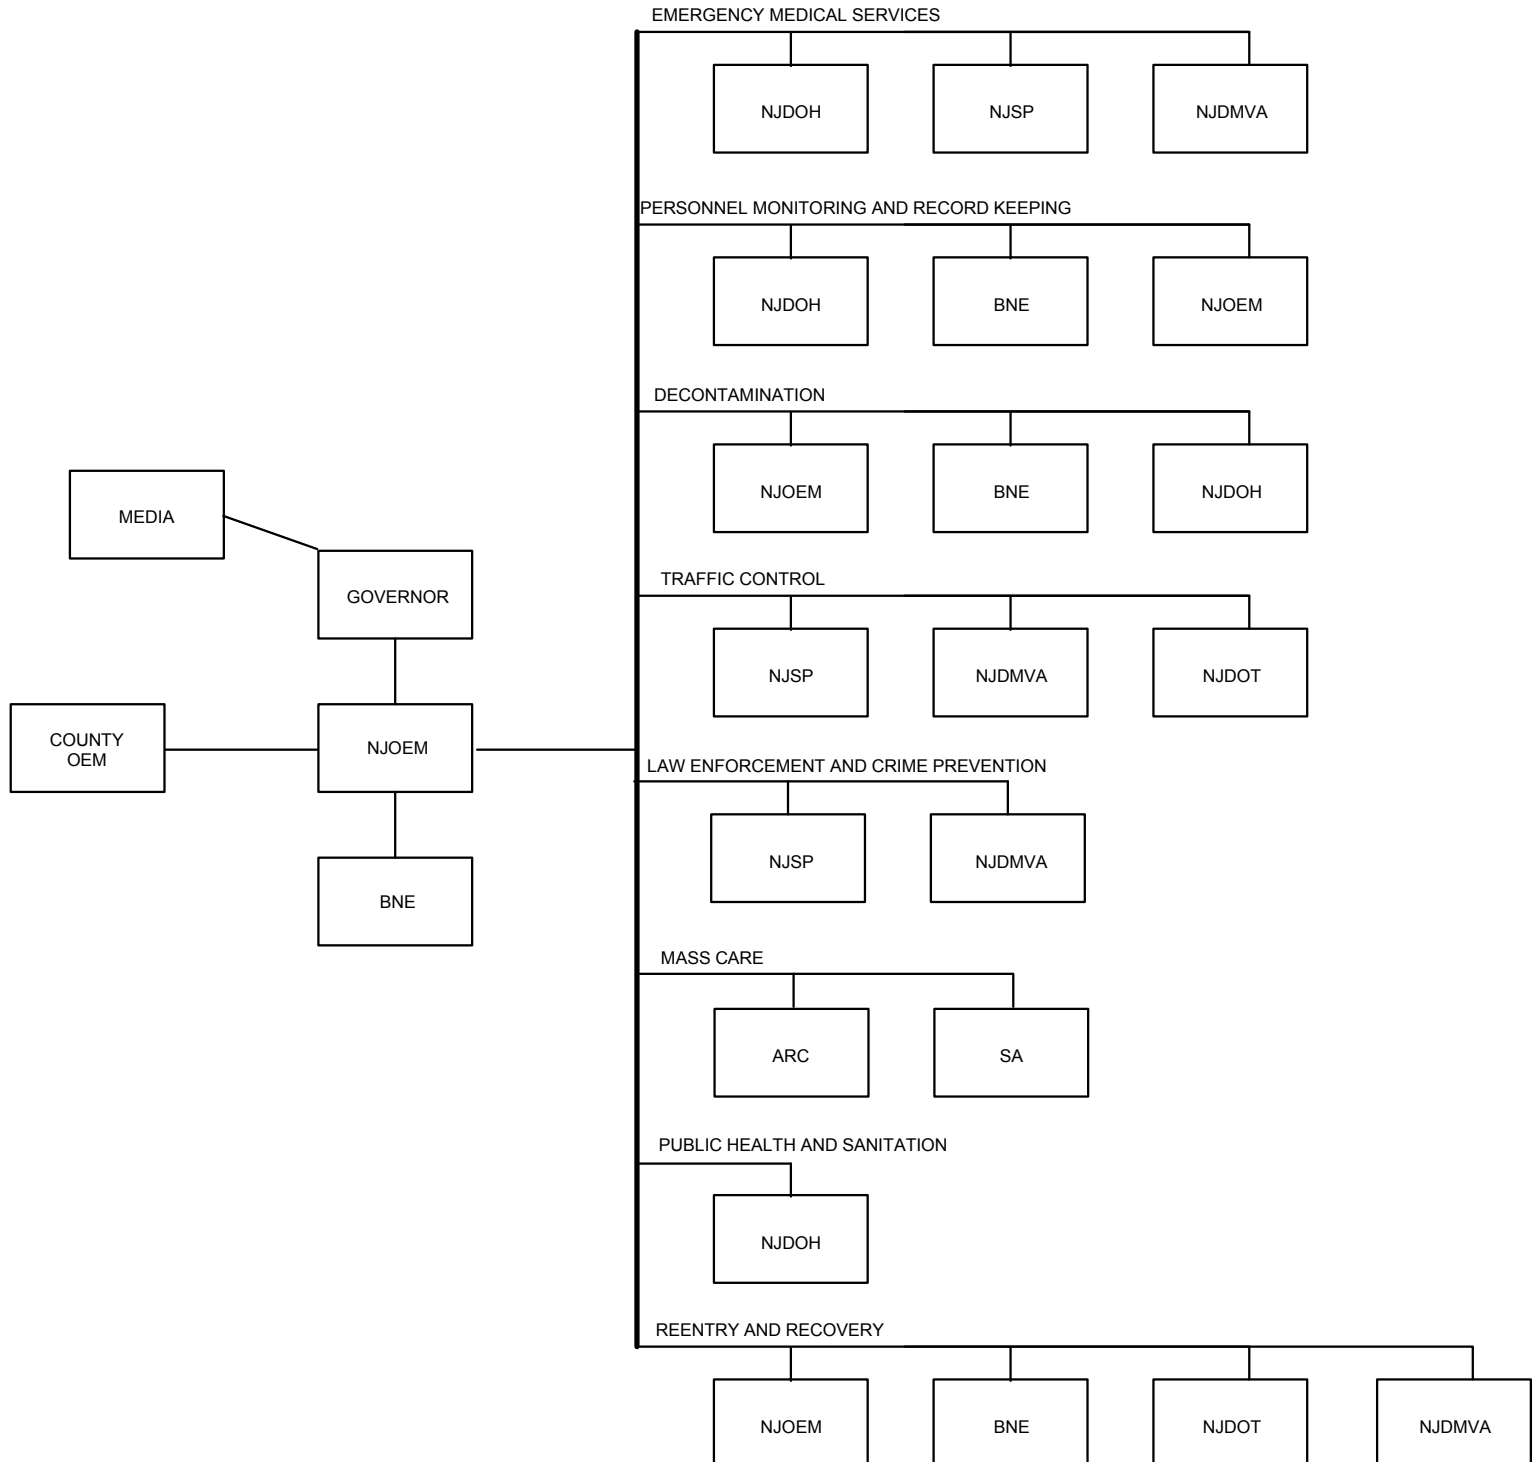 EMERGENCY MEDICAL SERVICES
NJDOH
NJSP
NJDMVA
PERSONNEL MONITORING AND RECORD KEEPING
NJDOH
BNE
NJOEM
DECONTAMINATION
NJOEM
BNE
NJDOH
MEDIA
GOVERNOR
COUNTY
OEM
NJOEM
BNE
TRAFFIC CONTROL
NJSP
NJDMVA
NJDOT
LAW ENFORCEMENT AND CRIME PREVENTION
NJSP
NJDMVA
MASS CARE
ARC
SA
PUBLIC HEALTH AND SANITATION
NJDOH
REENTRY AND RECOVERY
NJOEM
BNE
NJDOT
NJDMVA